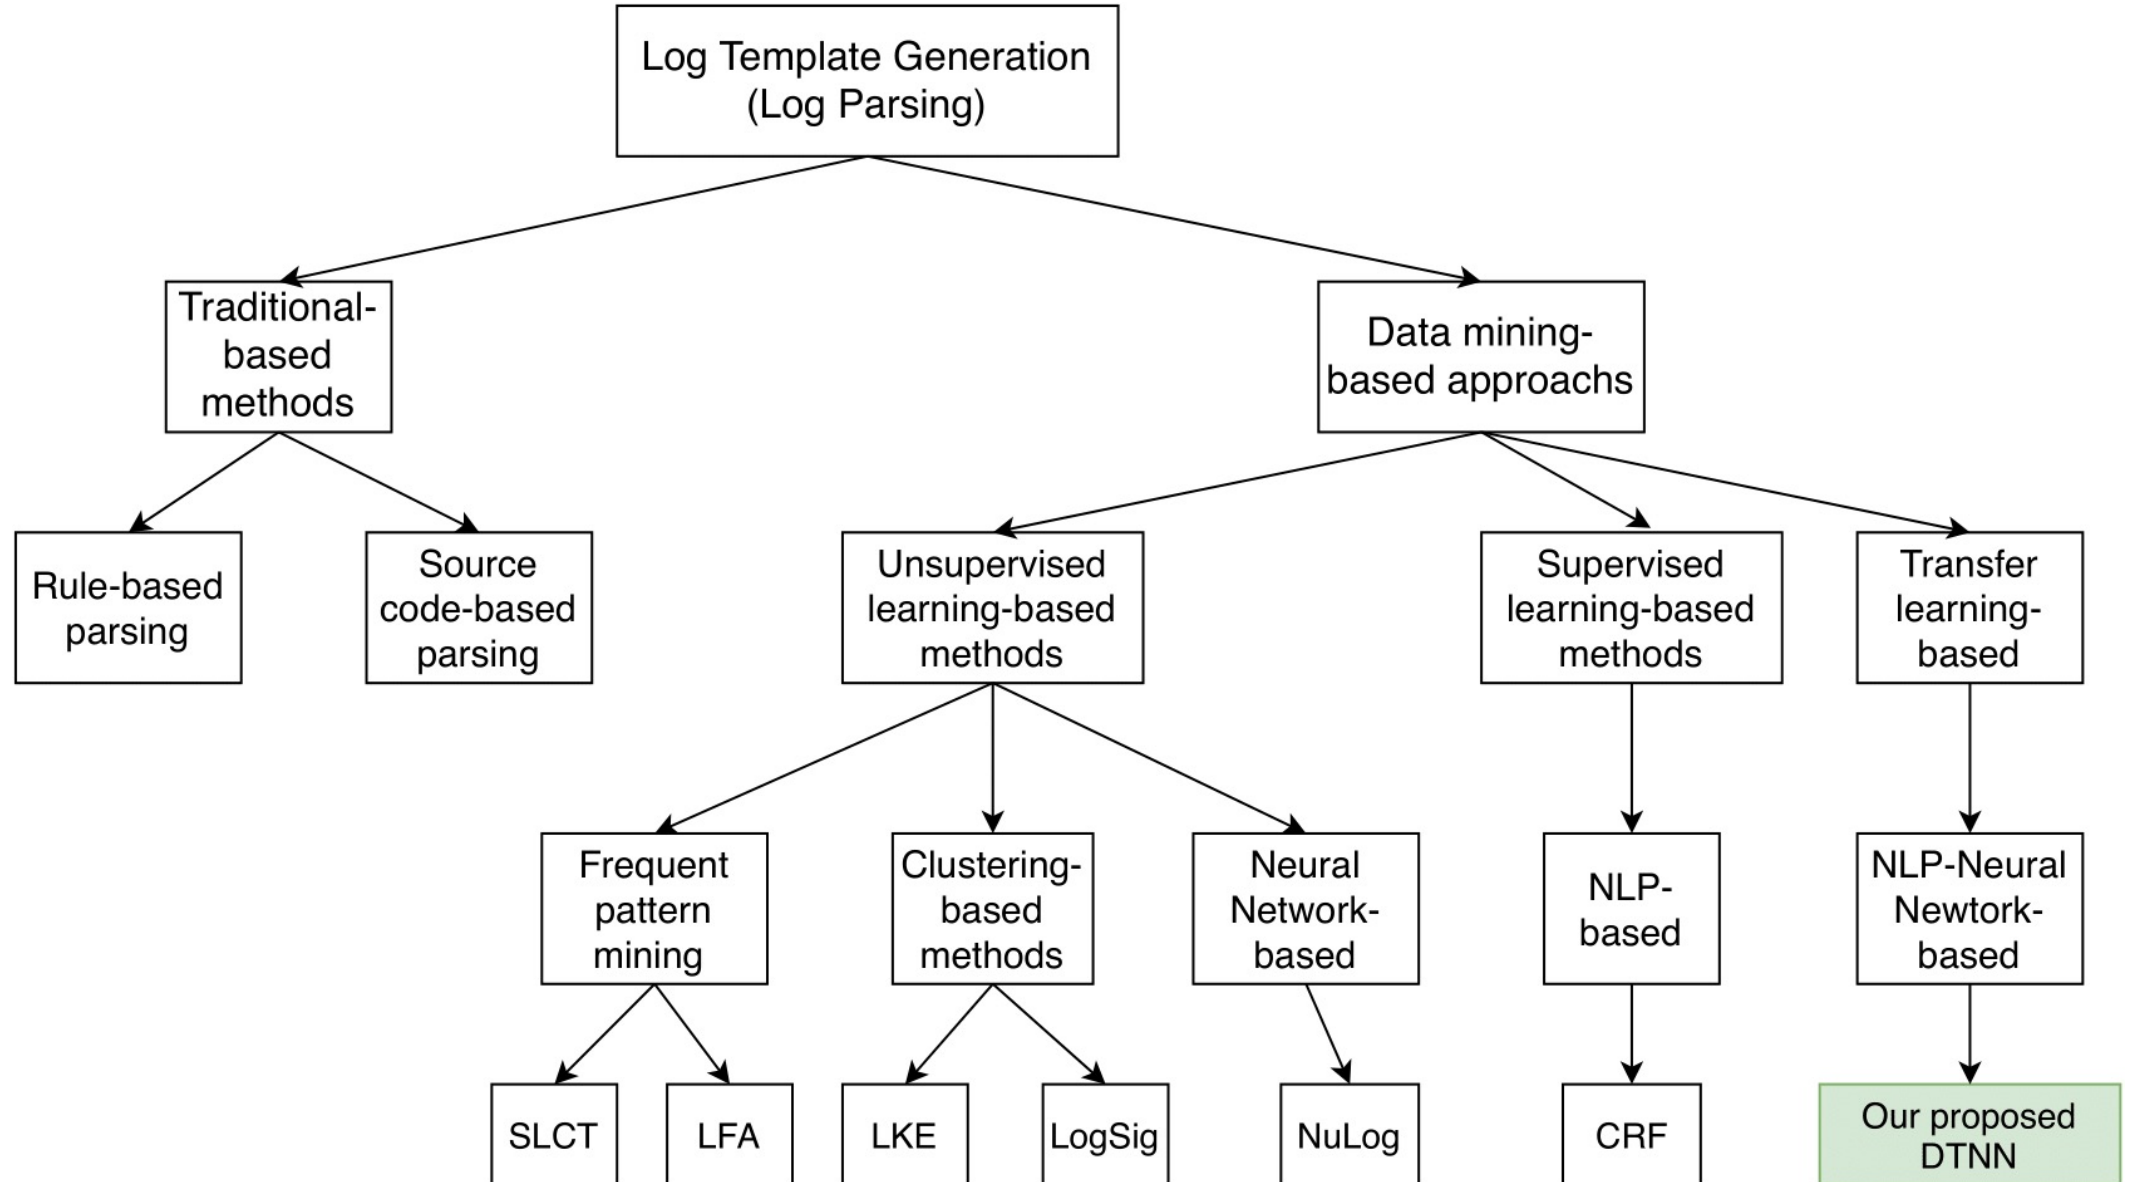 Log Template Generation
(Log Parsing)
Traditional-
based
methods
Data mining-
based approachs
Rule-based
parsing
Source
code-based
parsing
Unsupervised
learning-based
methods
Supervised
learning-based
methods
Transfer
learning-
based
Frequent
pattern
mining
Clustering-
based
methods
Neural
Network-
based
NLP-
based
NLP-Neural
Newtork-
based
SLCT
LFA
LKE
LogSig
NuLog
CRF
Our proposed
DTNN